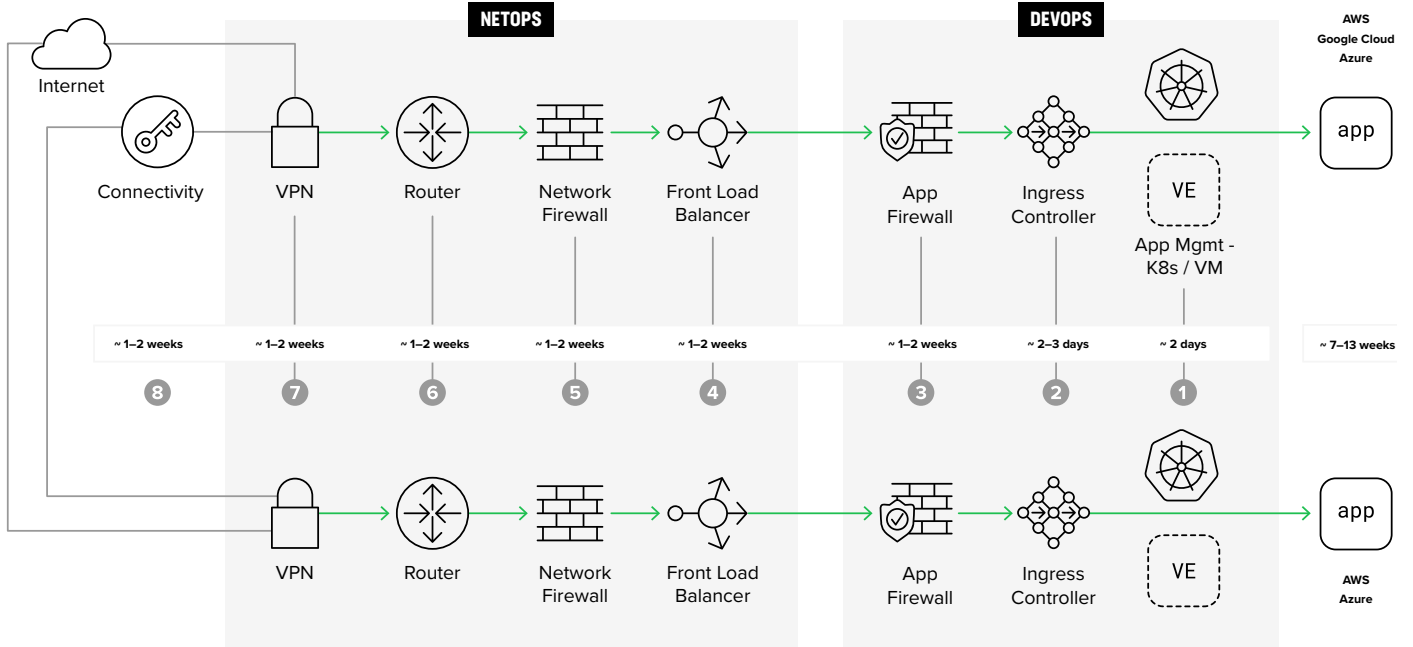 NETOPS
DEVOPS
AWS
Google Cloud
Azure
Internet
app
Connectivity
VPN
Router
Network
Firewall
Front Load
Balancer
App
Firewall
Ingress
Controller
VE
App Mgmt -
K8s / VM
~ 1–2 weeks
~ 1–2 weeks
~ 1–2 weeks
~ 1–2 weeks
~ 1–2 weeks
~ 1–2 weeks
~ 2–3 days
~ 2 days
~ 7–13 weeks
8
7
6
5
4
3
2
1
app
VPN
Router
Network
Firewall
Front Load
Balancer
App
Firewall
Ingress
Controller
VE
AWS
Azure